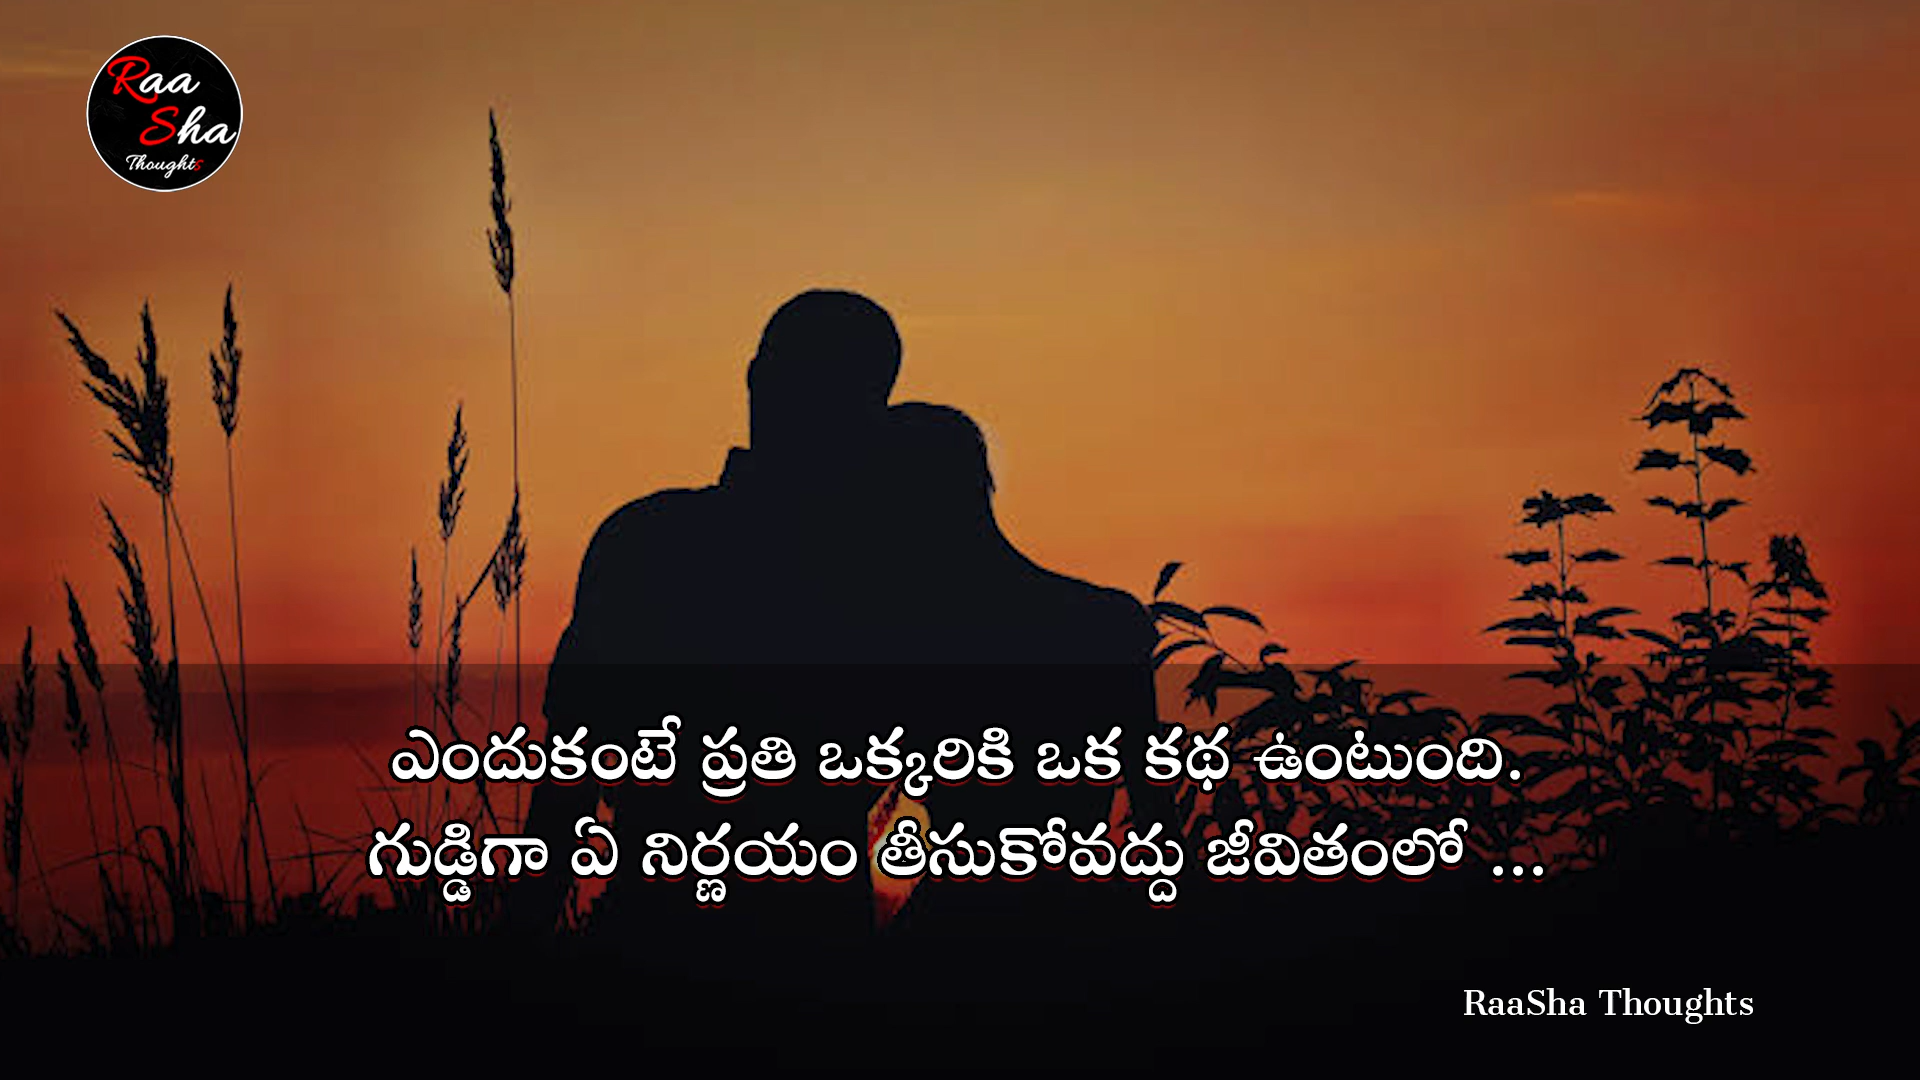 Raa
Sha
Thoughts
ఎందుకంటే ప్రతి ఒక్కరికి ఒక కథ ఉంటుంది.
గుడ్డిగా ఏ నిర్ణయం తీసుకోవద్దు జీవితంలో ...
RaaSha Thoughts